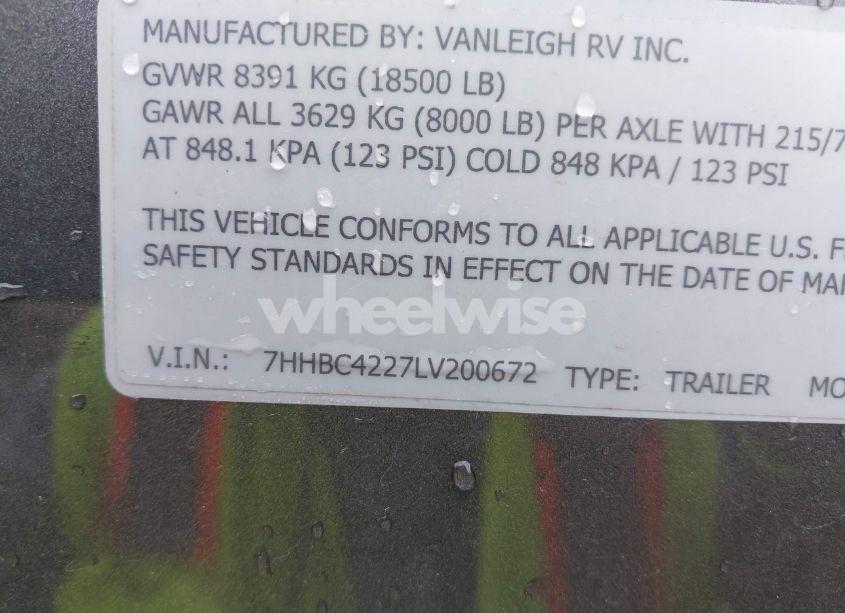 MANUFACTURED BY: VANLEIGH RV INC.
GVWR 8391 KG (18500 LB)
GAWR ALL 3629 KG (8000 LB) PER AXLE WITH 215/7
AT 848.1 KPA (123 PSI) COLD 848 KPA / 123 PSI
THIS VEHICLE CONFORMS TO ALL APPLICABLE U.S. F
SAFETY STANDARDS IN EFFECT ON THE DATE OF MA
wheelwise
V.I.N.: 7HHBC4227LV200672 TYPE: TRAILER MO